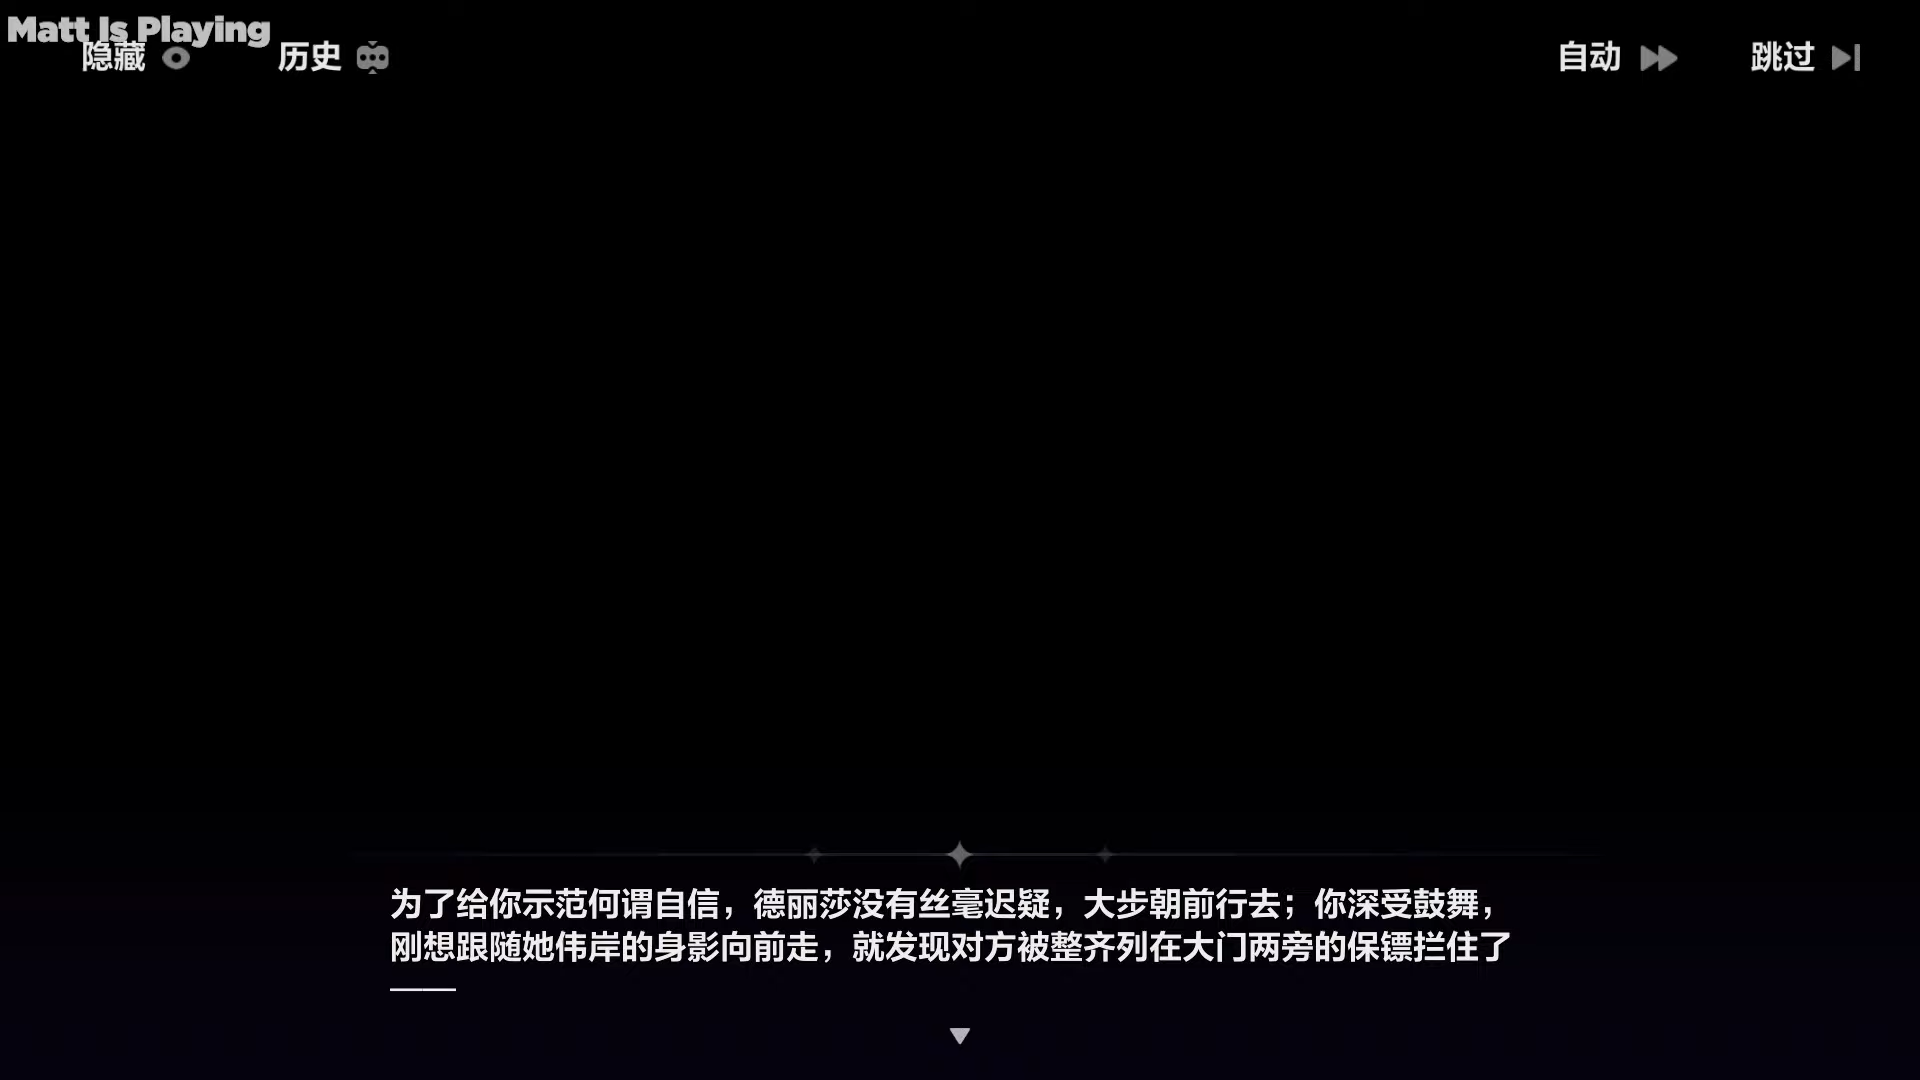 Matt Is Playing
隐藏
历史
自动
跳过
为了给你示范何谓自信，德丽莎没有丝毫迟疑，大步朝前行去；你深受鼓舞，
刚想跟随她伟岸的身影向前走，就发现对方被整齐列在大门两旁的保镖拦住了
——